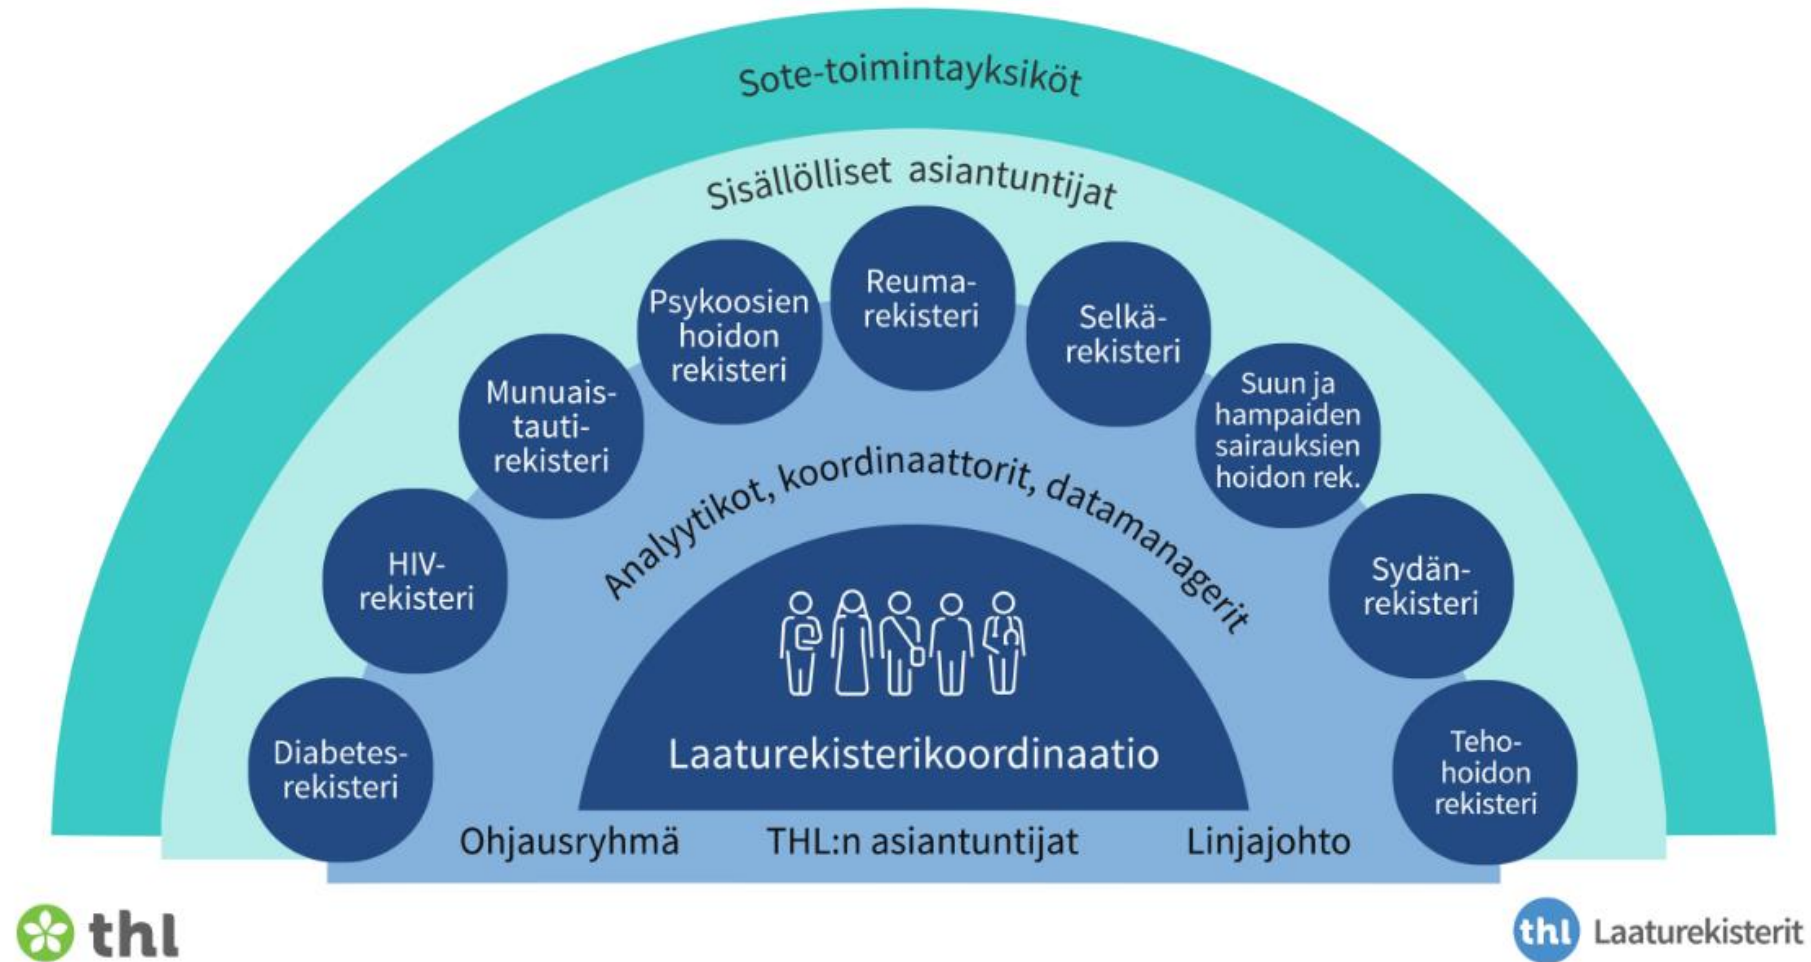 Sote-toimintayksiköt
Sisällölliset asiantuntijat
Reuma-
rekisteri
Psykoosien
hoidon
rekisteri
Selkä-
rekisteri
Munuais-
tauti-
rekisteri
Suun ja
hampaiden
sairauksien
hoidon rek.
HIV-
rekisteri
Sydän-
rekisteri
Diabetes-
rekisteri
Teho-
hoidon
rekisteri
Analyytikot, koordinaattorit, datamanagerit
Laaturekisterikoordinaatio
Ohjausryhmä
THL:n asiantuntijat
Linjajohto
thl
thl Laaturekisterit